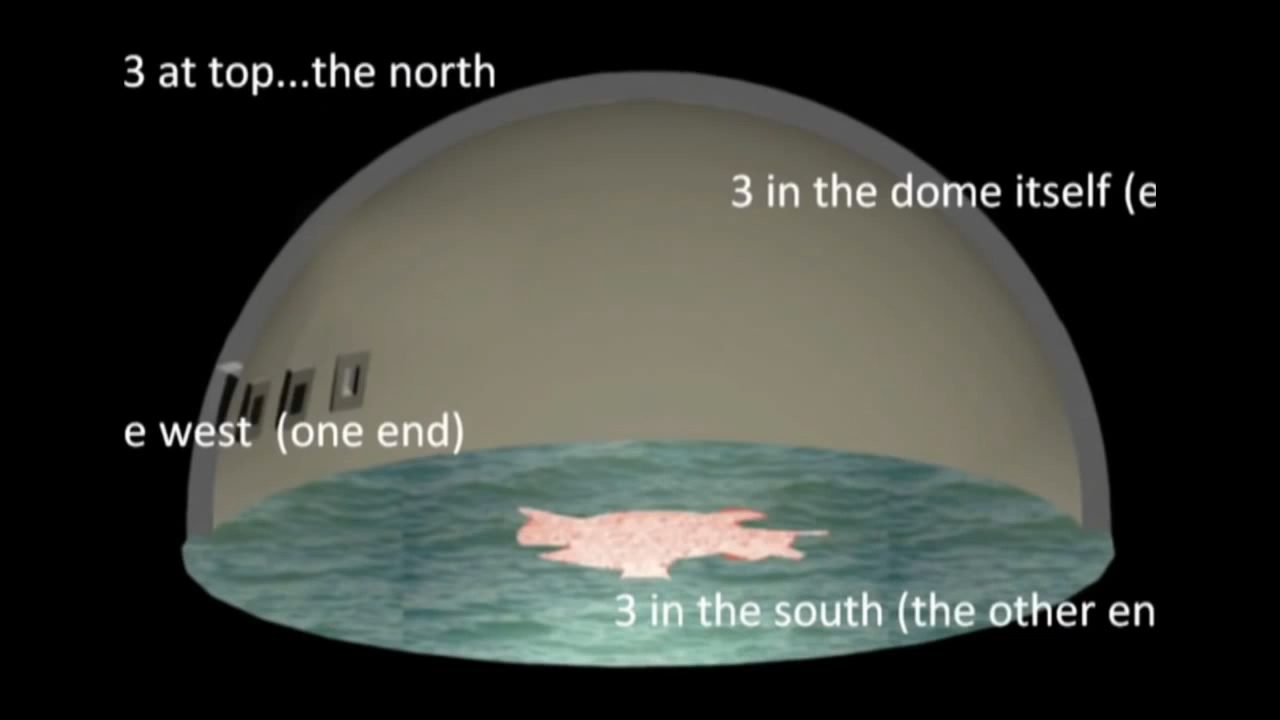 3 at top...the north
3 in the dome itself (e
e west  (one end)
3 in the south (the other en